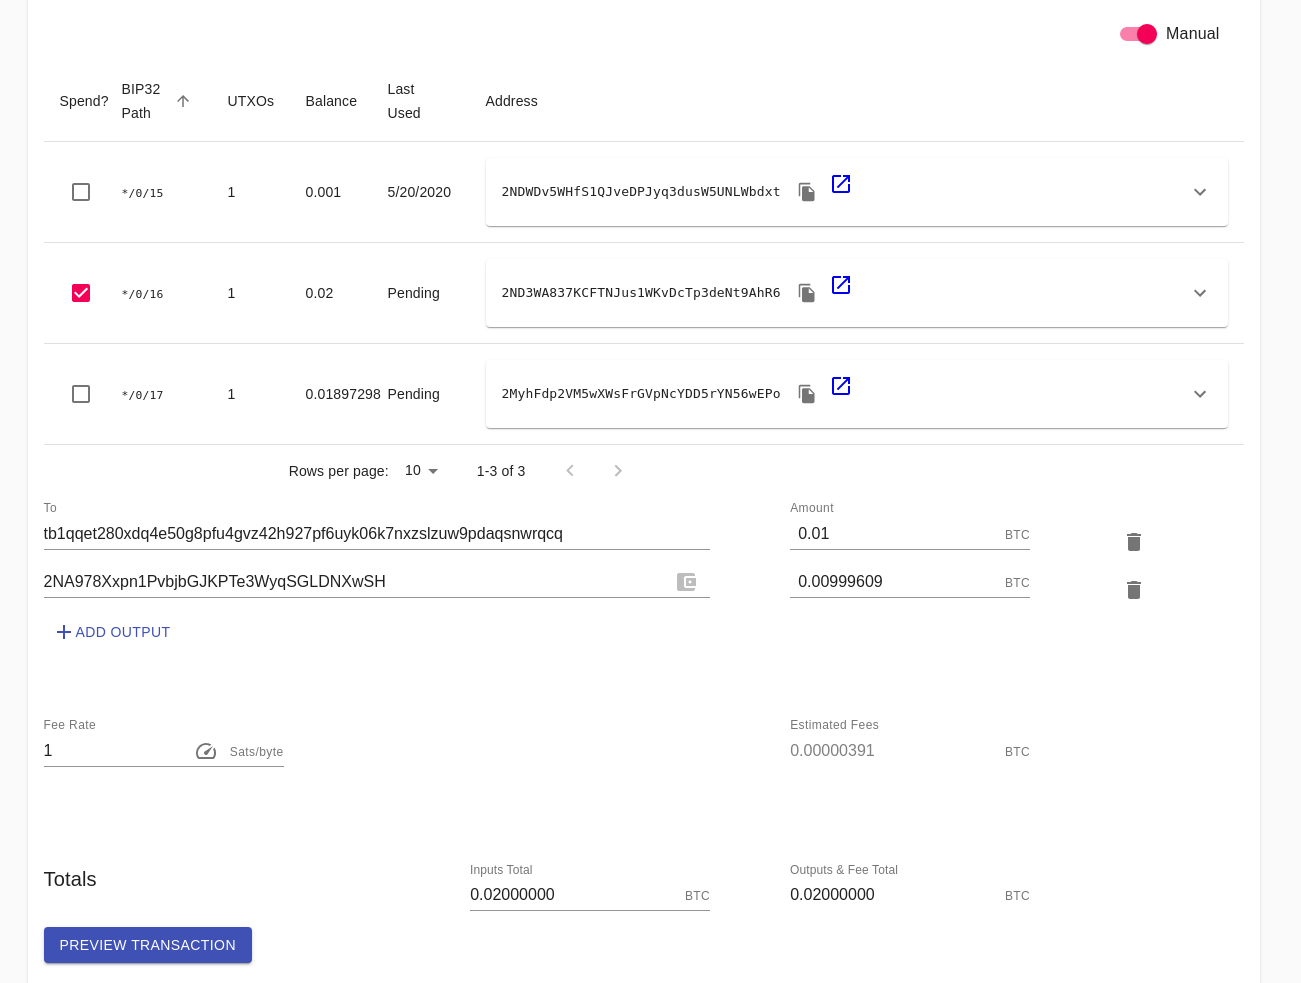 Manual
Spend? BIP32 Path UTXOs Balance Last Used Address
*/0/15 1 0.001 5/20/2020 2NDWDv5WHfS1QJveDPJyq3dusW5UNLWbdxt
*/0/16 1 0.02 Pending 2ND3WA837KCFTNJus1WKvDcTp3deNt9AhR6
*/0/17 1 0.01897298 Pending 2MyhFdp2VM5wXWsFrGVpNcYDD5rYN56wEPo
Rows per page: 10 1-3 of 3
To Amount
tb1qqet280xdq4e50g8pfu4gvz42h927pf6uyk06k7nxzslzuw9pdaqsnwrqcq 0.01 BTC
2NA978Xxpn1PvbjbGJKPTe3WyqSGLDNXwSH 0.00999609 BTC
ADD OUTPUT
Fee Rate Estimated Fees
1 Sats/byte 0.00000391 BTC
Totals Inputs Total Outputs & Fee Total
0.02000000 BTC 0.02000000 BTC
PREVIEW TRANSACTION